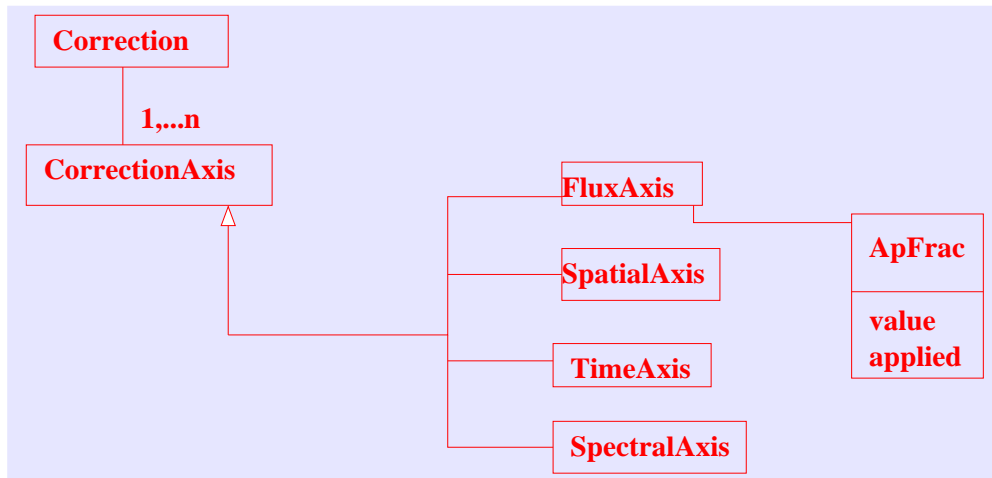 Correction
1,...n
CorrectionAxis
FluxAxis
SpatialAxis
TimeAxis
SpectralAxis
ApFrac
value
applied